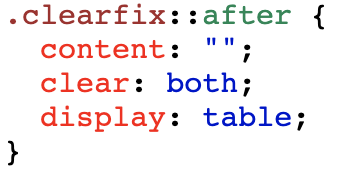 .clearfix::after {
  content: "";
  clear: both;
  display: table;
}